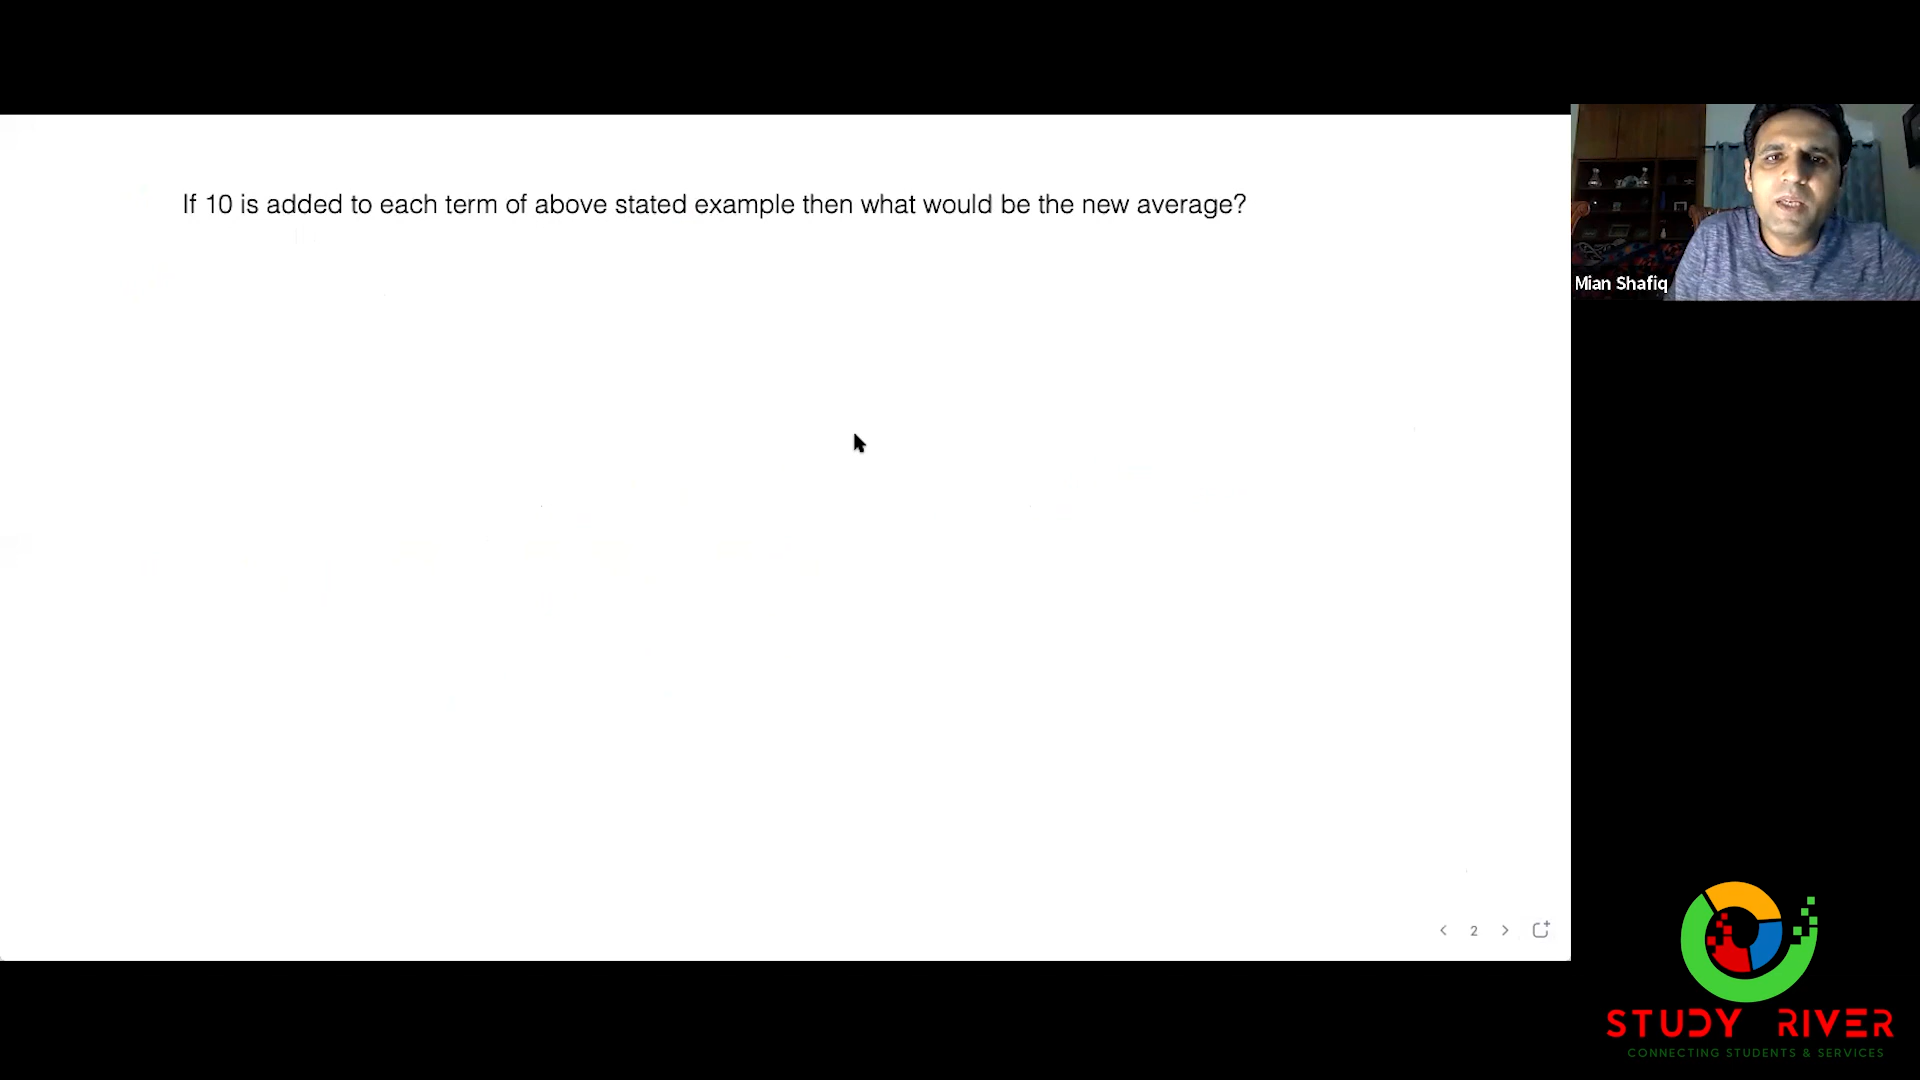 If 10 is added to each term of above stated example then what would be the new average?
Mian Shafiq
2
STUDY RIVER
CONNECTING STUDENTS & SERVICES